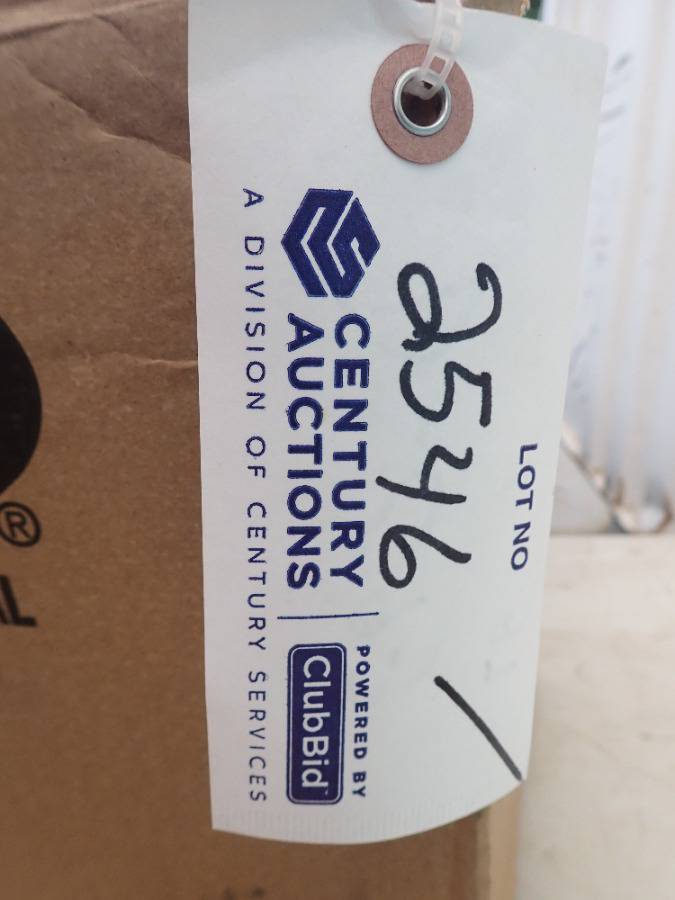 LOT NO
2546
CENTURY
AUCTIONS
POWERED BY
ClubBid
A DIVISION OF CENTURY SERVICES
®